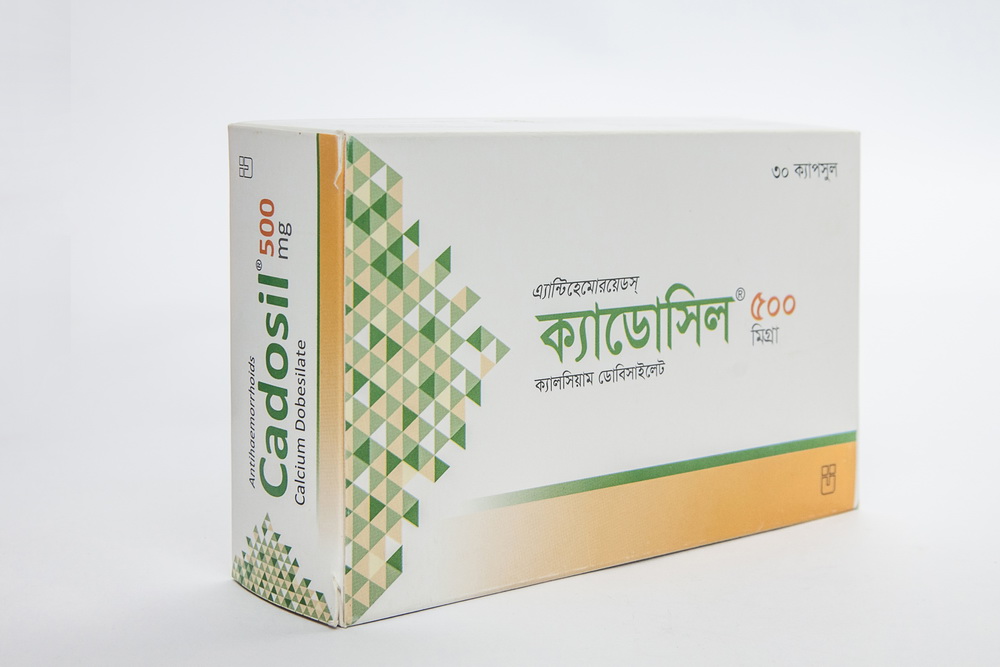 Antihaemorrhoids
Cadosil® 500 mg
Calcium Dobesilate
৩০ ক্যাপসুল
এ্যান্টিহেমোরয়েডস্
ক্যাডোসিল® ৫০০
মিগ্রা
ক্যালসিয়াম ডোবিসাইলেট